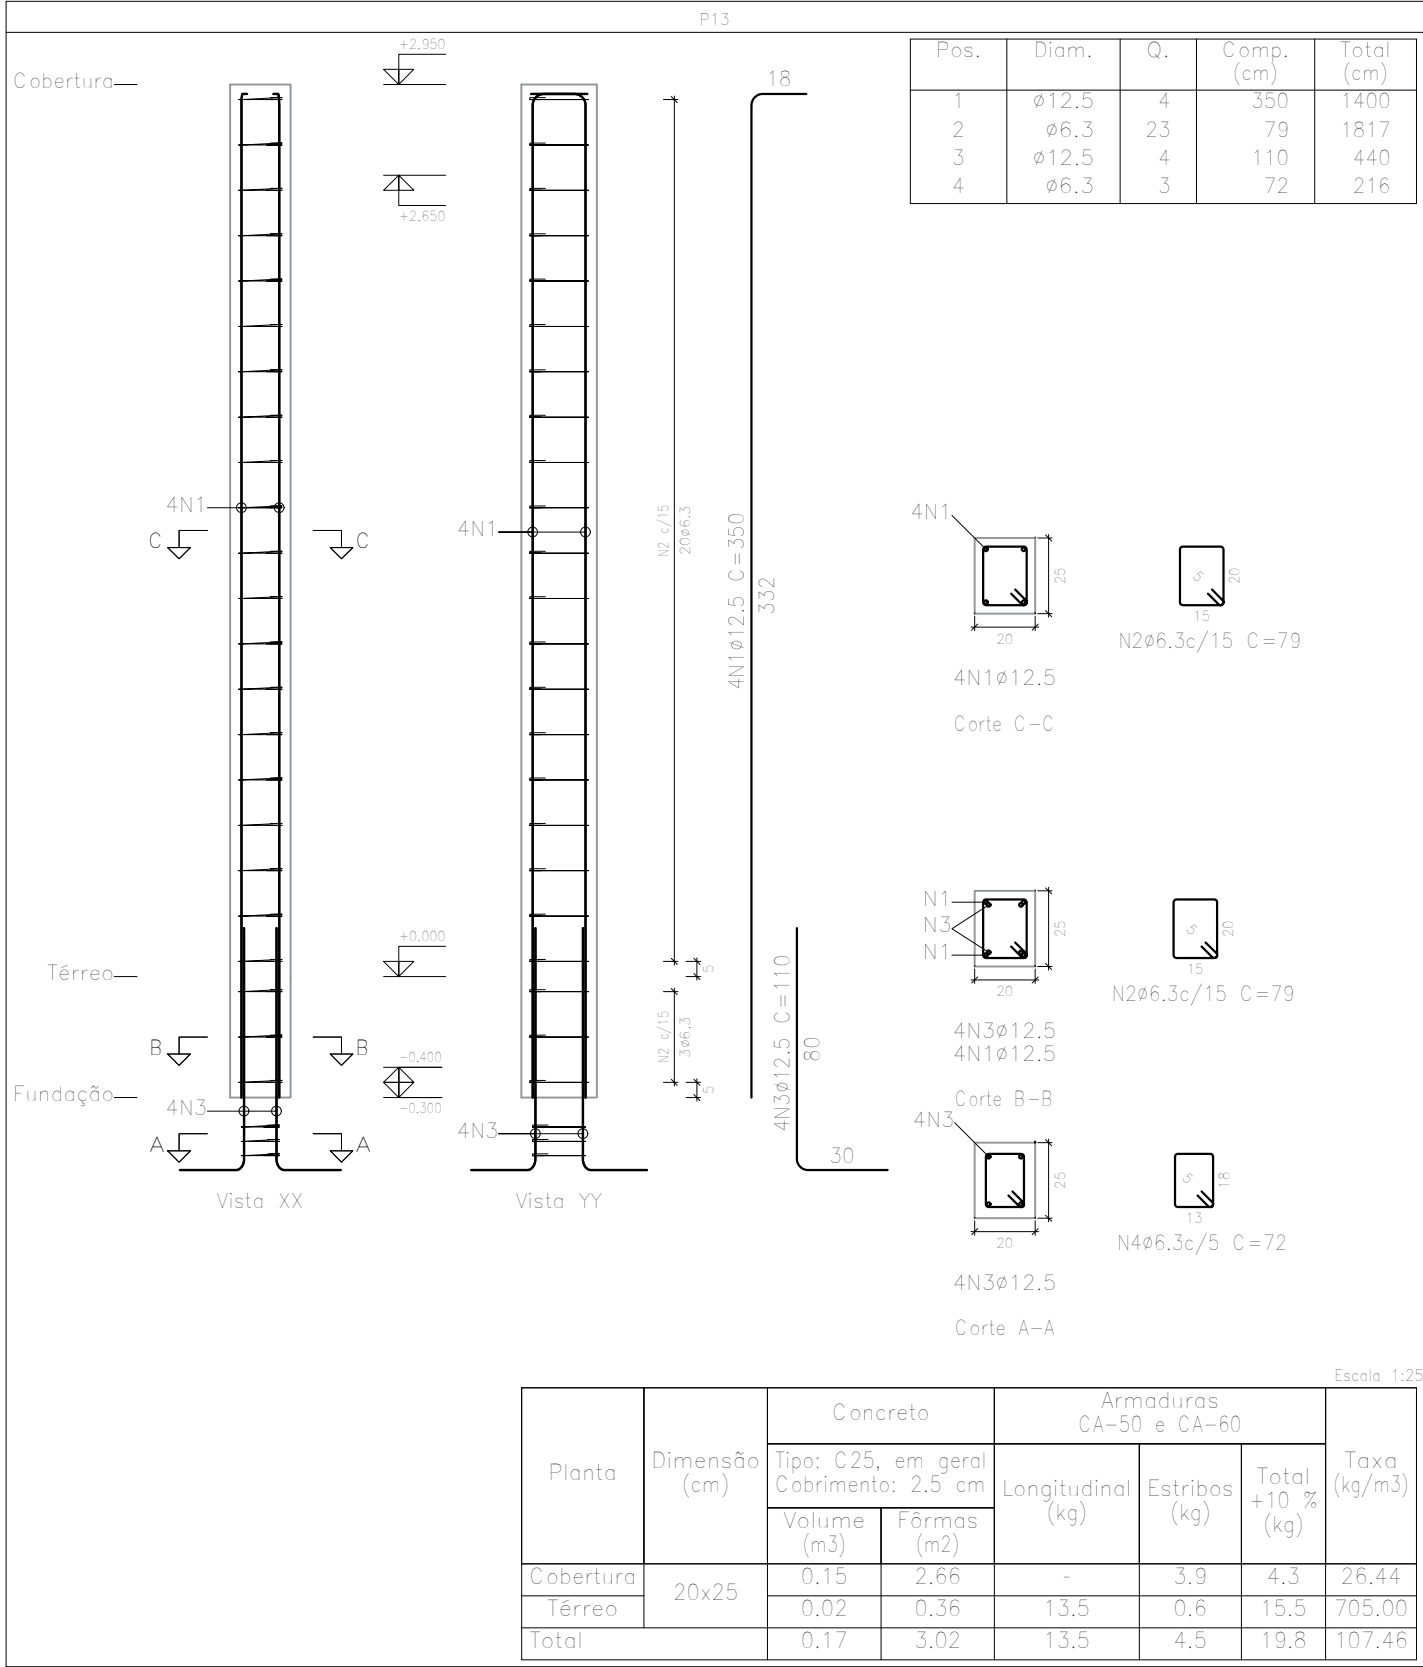 P13
Pos. Diam. Q. Comp. (cm) Total (cm)
1 ø12.5 4 350 1400
2 ø6.3 23 79 1817
3 ø12.5 4 110 440
4 ø6.3 3 72 216
Cobertura
+2.950
+2.650
18
4N1
4N1
C C
N2 c/15
20ø6.3
4N1ø12.5 C=350
332
4N1
25
20
4N1ø12.5
Corte C-C
5
20
15
N2ø6.3c/15 C=79
Térreo
+0.000
5
N2 c/15
3ø6.3
5
B B
-0.400
Fundação
-0.300
4N3
4N3
A A
Vista XX
Vista YY
4N3ø12.5 C=110
80
30
N1
N3
N1
25
20
4N3ø12.5
4N1ø12.5
Corte B-B
5
20
15
N2ø6.3c/15 C=79
4N3
25
20
4N3ø12.5
Corte A-A
5
18
13
N4ø6.3c/5 C=72
Escala 1:25
Planta
Dimensão
(cm)
Concreto
Tipo: C25, em geral
Cobrimento: 2.5 cm
Volume
(m3)
Fôrmas
(m2)
Armaduras
CA-50 e CA-60
Longitudinal
(kg)
Estribos
(kg)
Total
+10 %
(kg)
Taxa
(kg/m3)
Cobertura 20x25 0.15 2.66 - 3.9 4.3 26.44
Térreo 0.02 0.36 13.5 0.6 15.5 705.00
Total 0.17 3.02 13.5 4.5 19.8 107.46